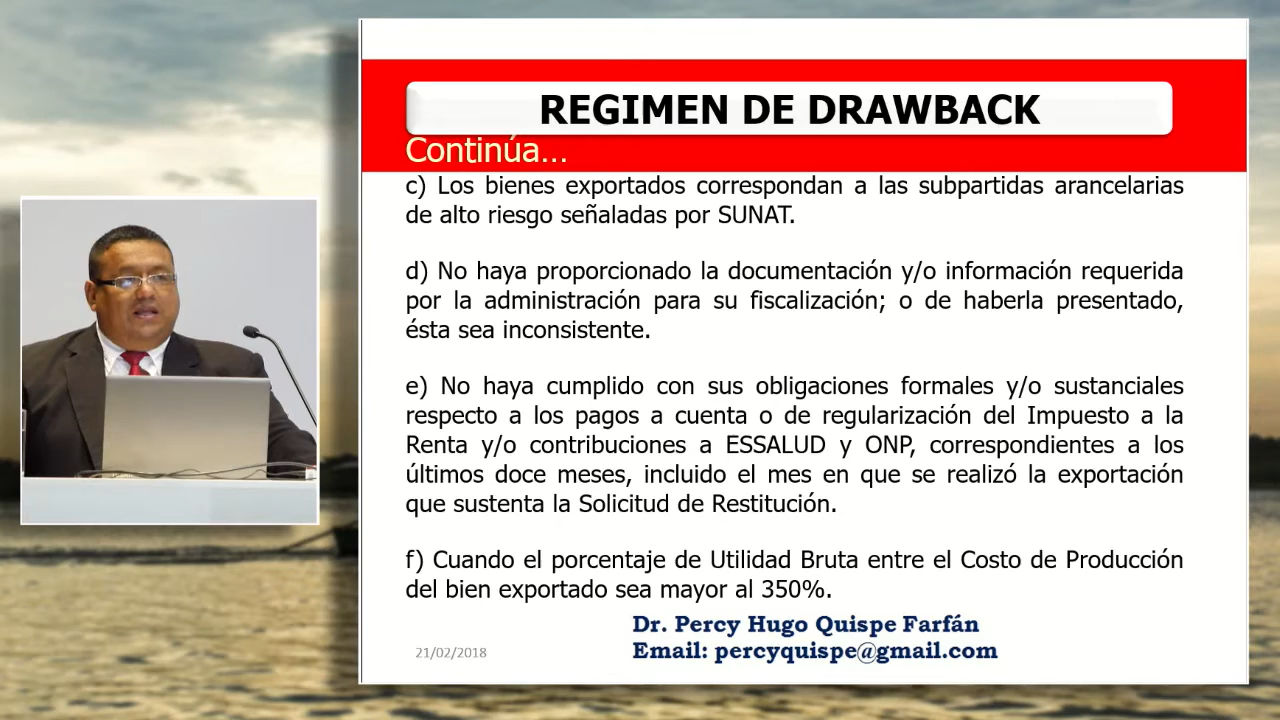 REGIMEN DE DRAWBACK
Continúa...
c) Los bienes exportados correspondan a las subpartidas arancelarias
de alto riesgo señaladas por SUNAT.
d) No haya proporcionado la documentación y/o información requerida
por la administración para su fiscalización; o de haberla presentado,
ésta sea inconsistente.
e) No haya cumplido con sus obligaciones formales y/o sustanciales
respecto a los pagos a cuenta o de regularización del Impuesto a la
Renta y/o contribuciones a ESSALUD y ONP, correspondientes a los
últimos doce meses, incluido el mes en que se realizó la exportación
que sustenta la Solicitud de Restitución.
f) Cuando el porcentaje de Utilidad Bruta entre el Costo de Producción
del bien exportado sea mayor al 350%.
Dr. Percy Hugo Quispe Farfán
Email: percyquispe@gmail.com
21/02/2018